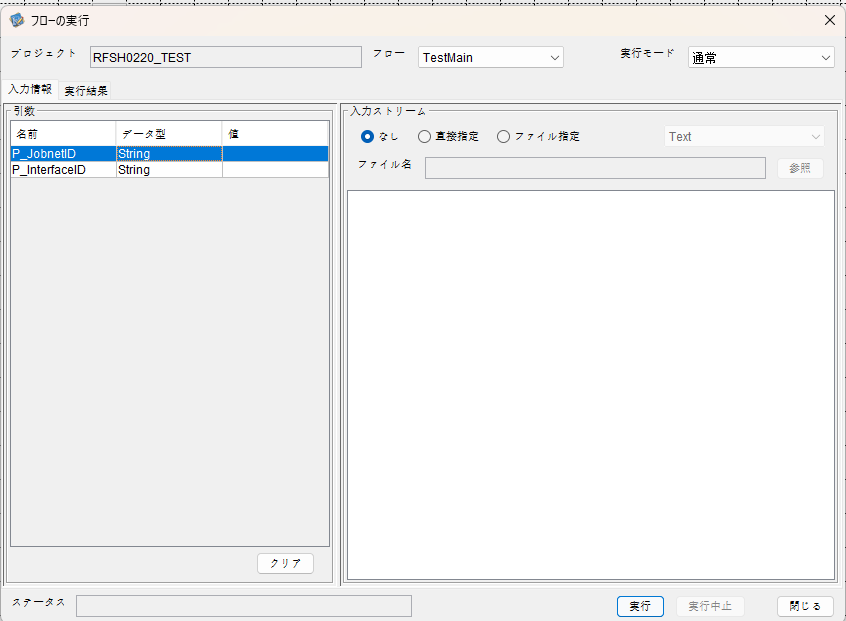 フローの実行
プロジェクト RFSH0220_TEST フロー TestMain 実行モード 通常
入力情報 実行結果
引数
名前 データ型 値
P_JobnetID String
P_InterfaceID String
クリア
入力ストリーム
なし 直接指定 ファイル指定 Text
ファイル名 参照
ステータス 実行 実行中止 閉じる